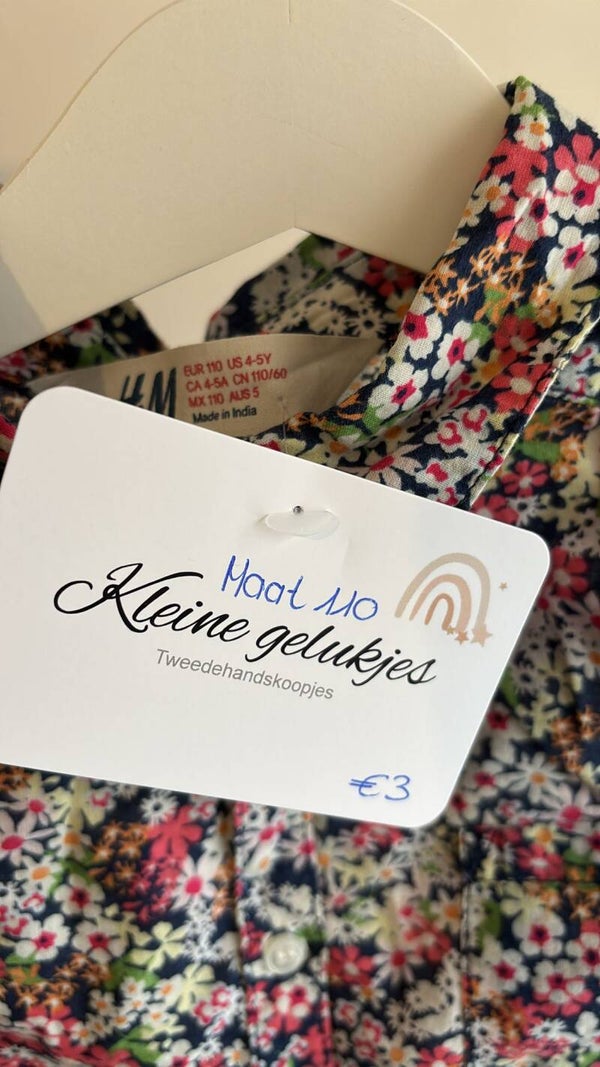 H&M
EUR 110 US 4-5Y
CA 4-5A CN 110/60
MX 110 AUS 5
Made in India
Maat 110
Kleine gelukjes
Tweedehandskoopjes
€3